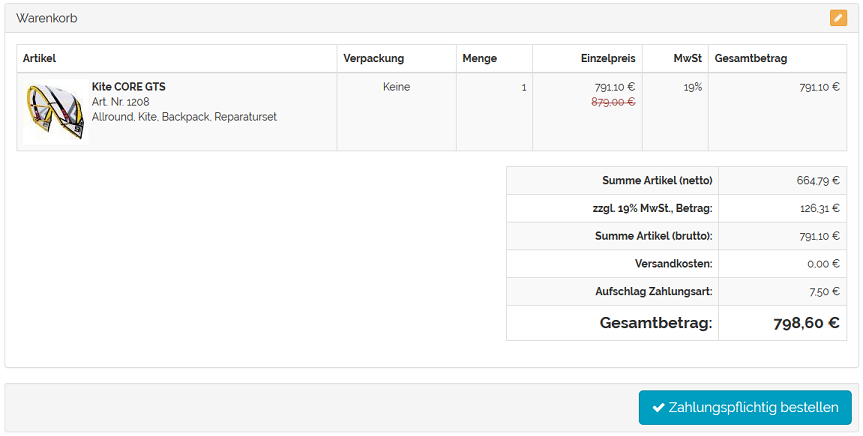 Warenkorb
Artikel Verpackung Menge Einzelpreis MwSt Gesamtbetrag
Kite CORE GTS Keine 1 791,10 € 19% 791,10 €
Art. Nr. 1208 879,00 €
Allround, Kite, Backpack, Reparaturset
Summe Artikel (netto) 664,79 €
zzgl. 19% MwSt., Betrag: 126,31 €
Summe Artikel (brutto): 791,10 €
Versandkosten: 0,00 €
Aufschlag Zahlungsart: 7,50 €
Gesamtbetrag: 798,60 €
Zahlungspflichtig bestellen